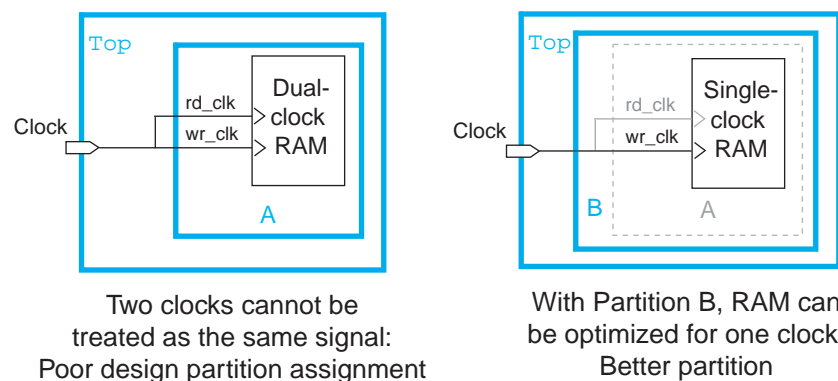 Top
Dual-
clock
RAM
rd_clk
wr_clk
Clock
A
Two clocks cannot be
treated as the same signal:
Poor design partition assignment
Top
Single-
clock
RAM
rd_clk
wr_clk
Clock
B
A
With Partition B, RAM can
be optimized for one clock
Better partition